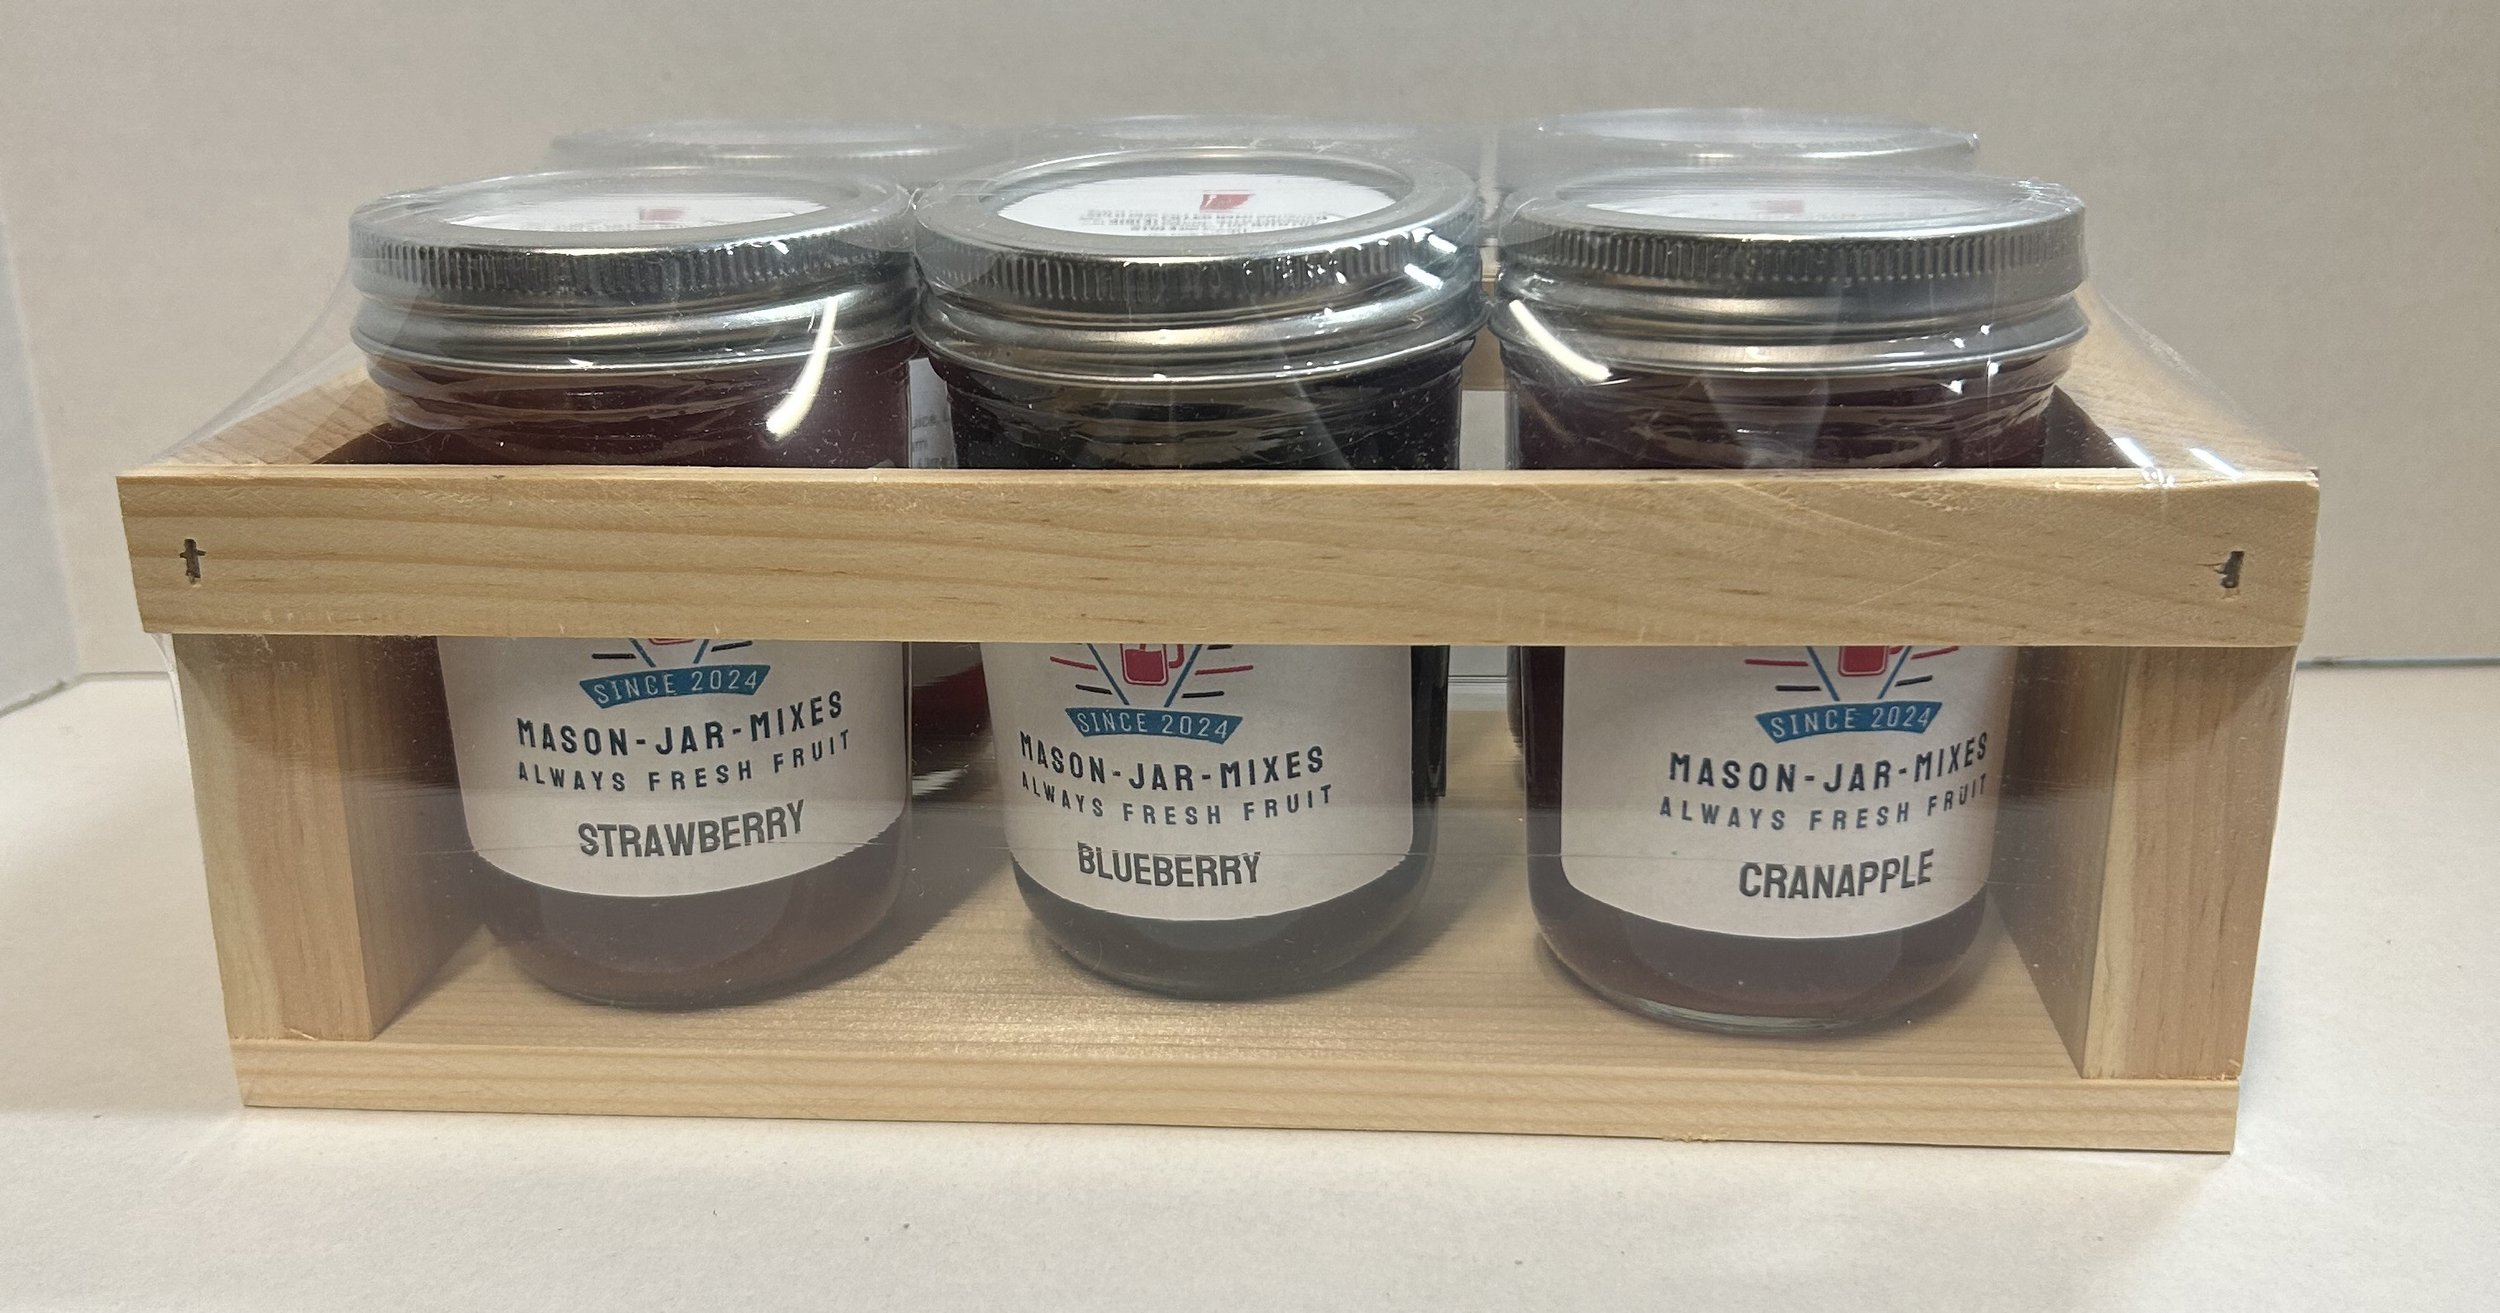 SINCE 2024
MASON-JAR-MIXES
ALWAYS FRESH FRUIT
STRAWBERRY
SINCE 2024
MASON-JAR-MIXES
ALWAYS FRESH FRUIT
BLUEBERRY
SINCE 2024
MASON-JAR-MIXES
ALWAYS FRESH FRUIT
CRANAPPLE